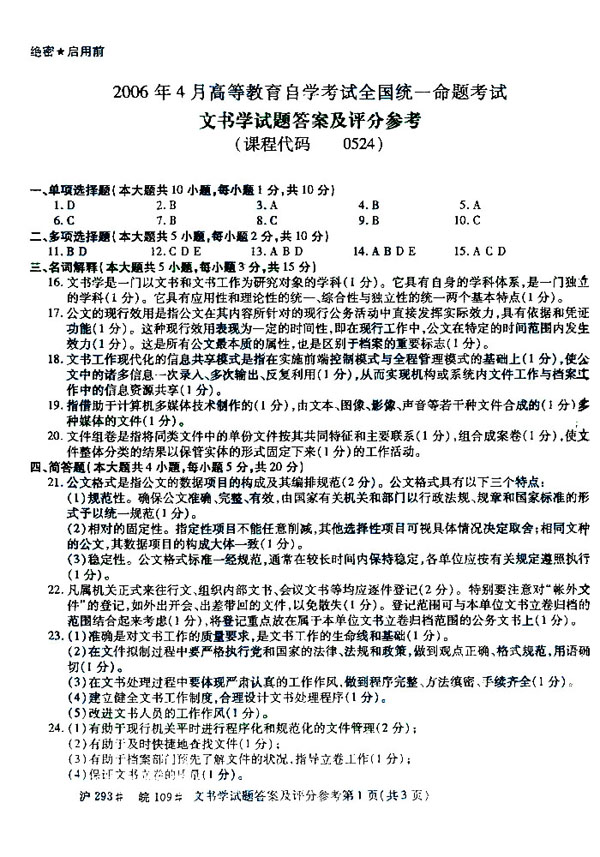 绝密★启用前
2006 年 4 月高等教育自学考试全国统一命题考试
文书学试题答案及评分参考
(课程代码 0524)
一、单项选择题(本大题共 10 小题,每小题 1 分,共 10 分)
1. D 2. B 3. A 4. B 5. A
6. C 7. B 8. C 9. B 10. C
二、多项选择题(本大题共 5 小题,每小题 2 分,共 10 分)
11. B D 12. C D E 13. A B D 14. A B D E 15. A C D
三、名词解释(本大题共 5 小题,每小题 3 分,共 15 分)
16. 文书学是一门以文书和文书工作为研究对象的学科(1 分)。它具有自身的学科体系,是一门独立
的学科(1 分)。它具有应用性和理论性的统一、综合性与独立性的统一两个基本特点(1 分)。
17. 公文的现行效用是指公文在其内容所针对的现行公务活动中直接发挥实际效力,具有依据和凭证
功能(1 分)。这种现行效用表现为一定的时间性,即在现行工作中,公文在特定的时间范围内发生
效力(1 分)。这是所有公文最本质的属性,也是区别于档案的重要标志(1 分)。
18. 文书工作现代化的信息共享模式是指在实施前端控制模式与全程管理模式的基础上(1 分),使公
文中的诸多信息一次录入、多次输出、反复利用(1 分),从而实现机构或系统内文件工作与档案工
作中的信息资源共享(1 分)。
19. 指借助于计算机多媒体技术制作的(1 分),由文本、图像、影像、声音等若干种文件合成的(1 分)多
种媒体的文件(1 分)。
20. 文件组卷是指将同类文件中的单份文件按其共同特征和主要联系(1 分),组合成案卷(1 分),使文
件整体分类的结果以保管实体的形式固定下来(1 分)的工作活动。
四、简答题(本大题共 4 小题,每小题 5 分,共 20 分)
21. 公文格式是指公文的数据项目的构成及其编排规范(2 分)。公文格式具有以下三个特点:
(1)规范性。确保公文准确、完整、有效,由国家有关机关和部门以行政法规、规章和国家标准的形
式予以统一规范(1 分)。
(2)相对的固定性。指定性项目不能任意削减,其他选择性项目可视具体情况决定取舍;相同文种
的公文,其数据项目的构成大体一致(1 分)。
(3)稳定性。公文格式标准一经规范,通常在较长时间内保持稳定,各单位应按有关规定遵照执行
(1 分)。
22. 凡属机关正式来往行文、组织内部文书、会议文书等均应逐件登记(2 分)。特别要注意对“帐外文
件”的登记,如外出开会、出差带回的文件,以免散失(1 分)。登记范围可与本单位文书立卷归档的
范围结合起来考虑(1 分),将登记重点放在属于本单位文书立卷归档范围的公务文书上(1 分)。
23. (1)准确是对文书工作的质量要求,是文书工作的生命线和基础(1 分)。
(2)在文件拟制过程中要严格执行党和国家的法律、法规和政策,做到观点正确、格式规范,用语确
切(1 分)。
(3)在文书处理过程中要体现严肃认真的工作作风,做到程序完整、方法缜密、手续齐全(1 分)。
(4)建立健全文书工作制度,合理设计文书处理程序(1 分)。
(5)改进文书人员的工作作风(1 分)。
24. (1)有助于现行机关平时进行程序化和规范化的文件管理(2 分);
(2)有助于及时快捷地查找文件(1 分);
(3)有助于档案部门预先了解文件的状况,指导立卷工作(1 分);
(4)保证文书立卷的质量(1 分)。
沪 293# 皖 109# 文书学试题答案及评分参考第 1 页(共 3 页)